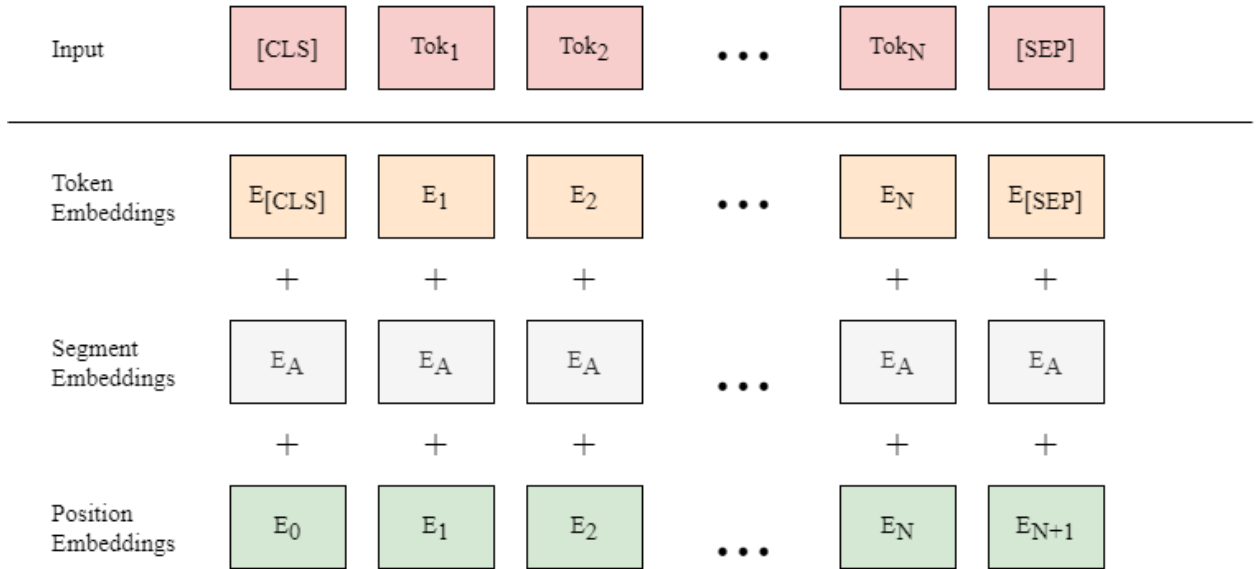 Input [CLS] Tok1 Tok2 ... TokN [SEP]
Token
Embeddings E[CLS] E1 E2 ... EN E[SEP]
+ + + + +
Segment
Embeddings EA EA EA ... EA EA
+ + + + +
Position
Embeddings E0 E1 E2 ... EN EN+1